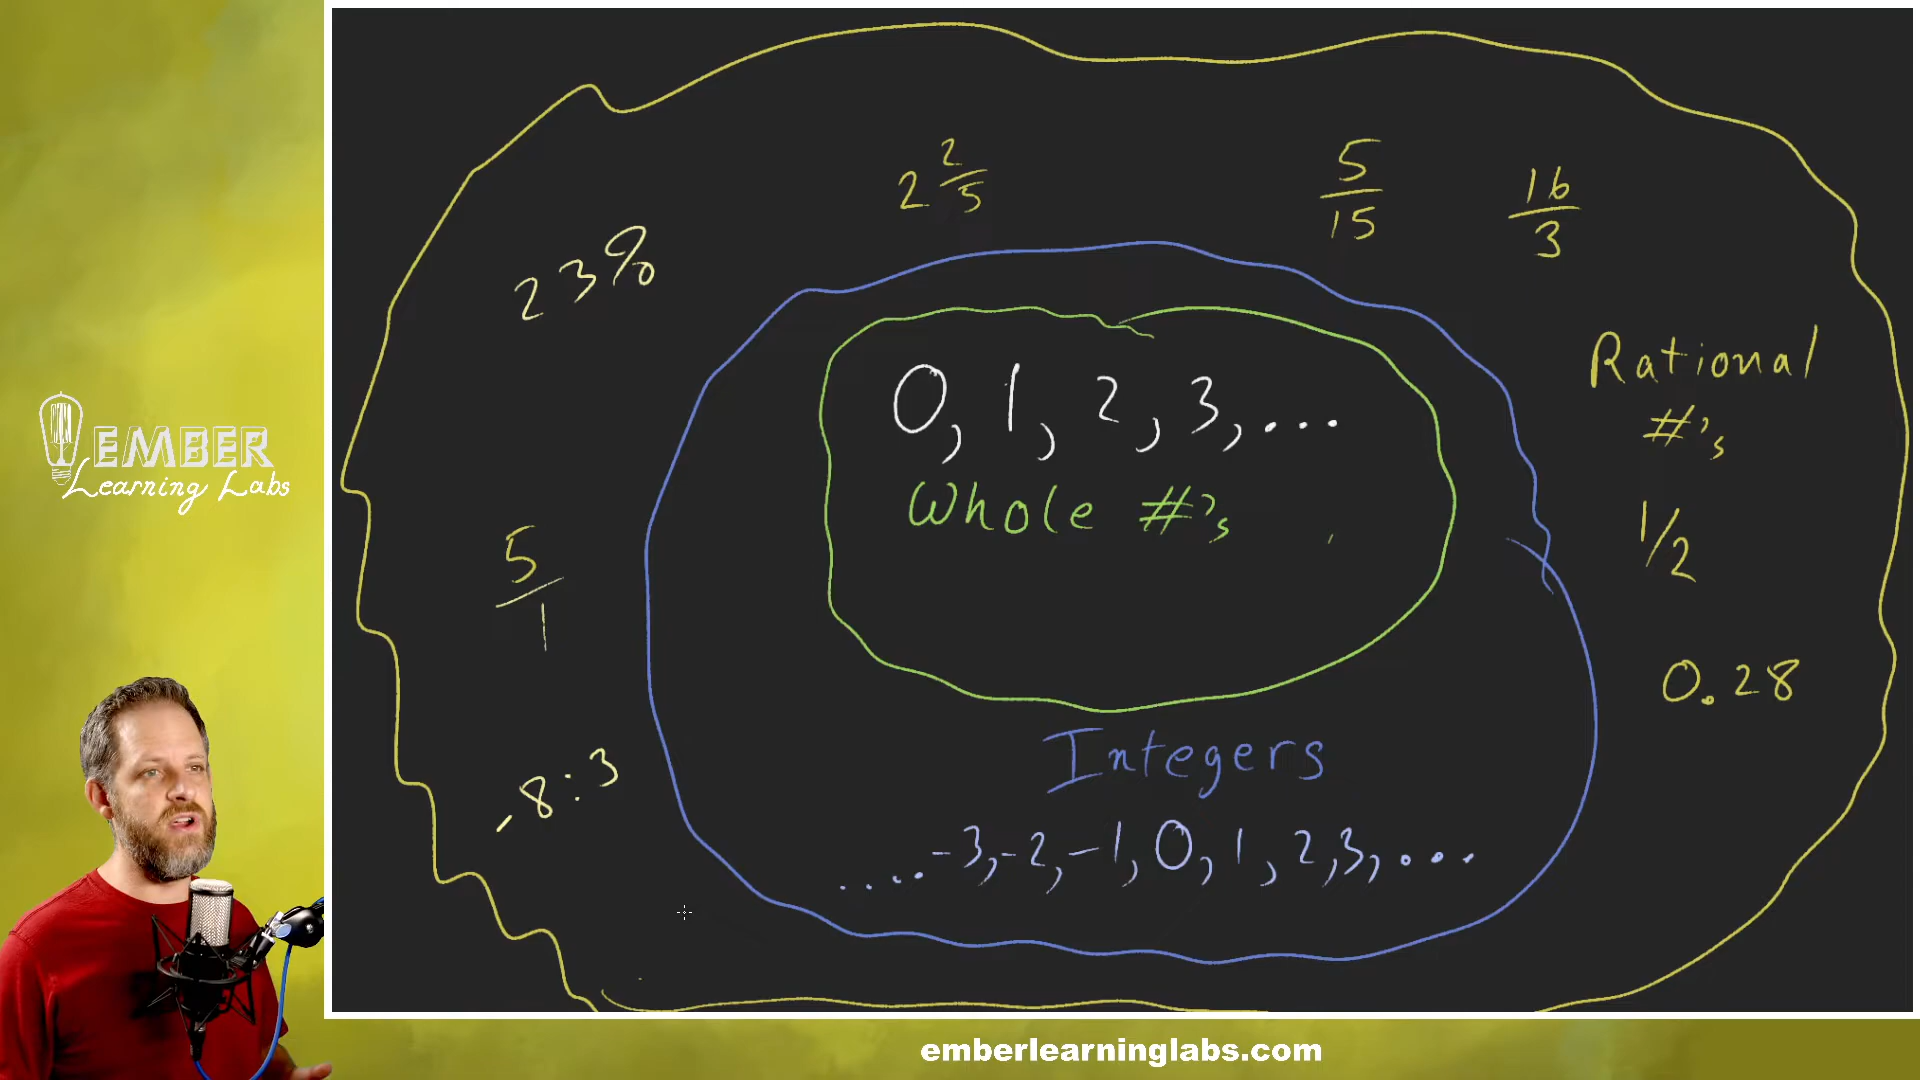 EMBER
Learning Labs
2 2/5
5/15
16/3
23%
0, 1, 2, 3, ...
Whole #'s
Rational
#'s
1/2
5/1
0.28
-8:3
Integers
.... -3, -2, -1, 0, 1, 2, 3, ...
emberlearninglabs.com